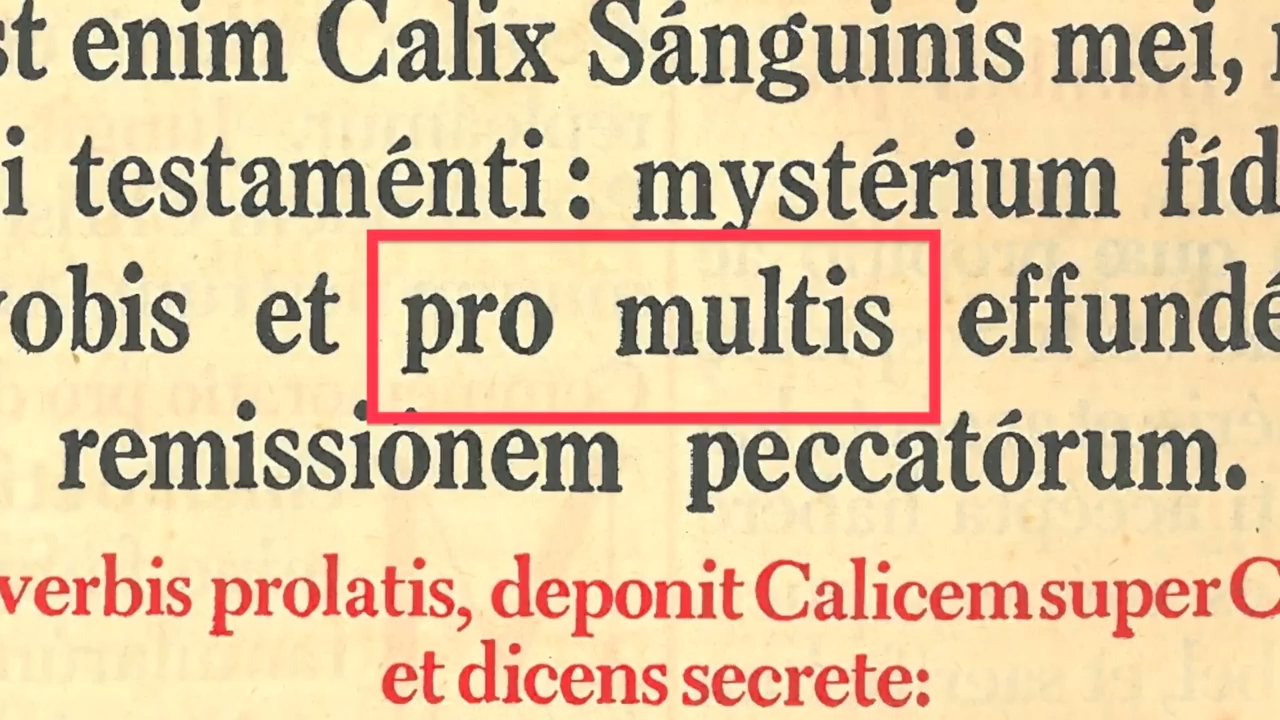 st enim Calix Sánguinis mei,
i testaménti: mystérium fíd
vobis et pro multis effundé
remissiónem peccatórum.
verbis prolatis, deponit Calicem super C
et dicens secrete: